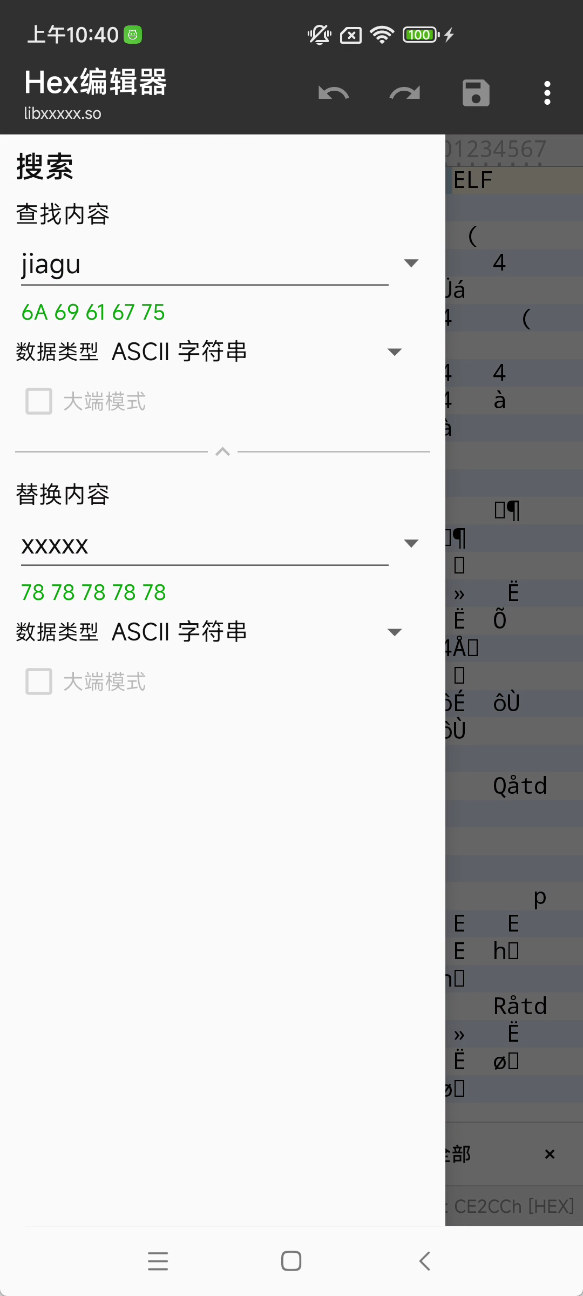 上午10:40
100
Hex编辑器
libxxxxx.so
搜索
01234567
ELF
查找内容
(
jiagu
4
Já
6A 69 61 67 75
4 (
数据类型 ASCII 字符串
4 4
大端模式
4 à
à
替换内容
¶
¶
xxxxx
78 78 78 78 78
» Ë
数据类型 ASCII 字符串
Ë Õ
4Å
大端模式
ôÉ ôÙ
ôÙ
Qåtd
p
E E
E h
h
Råtd
» Ë
Ë ø
ø
全部 ×
: CE2CCh [HEX]